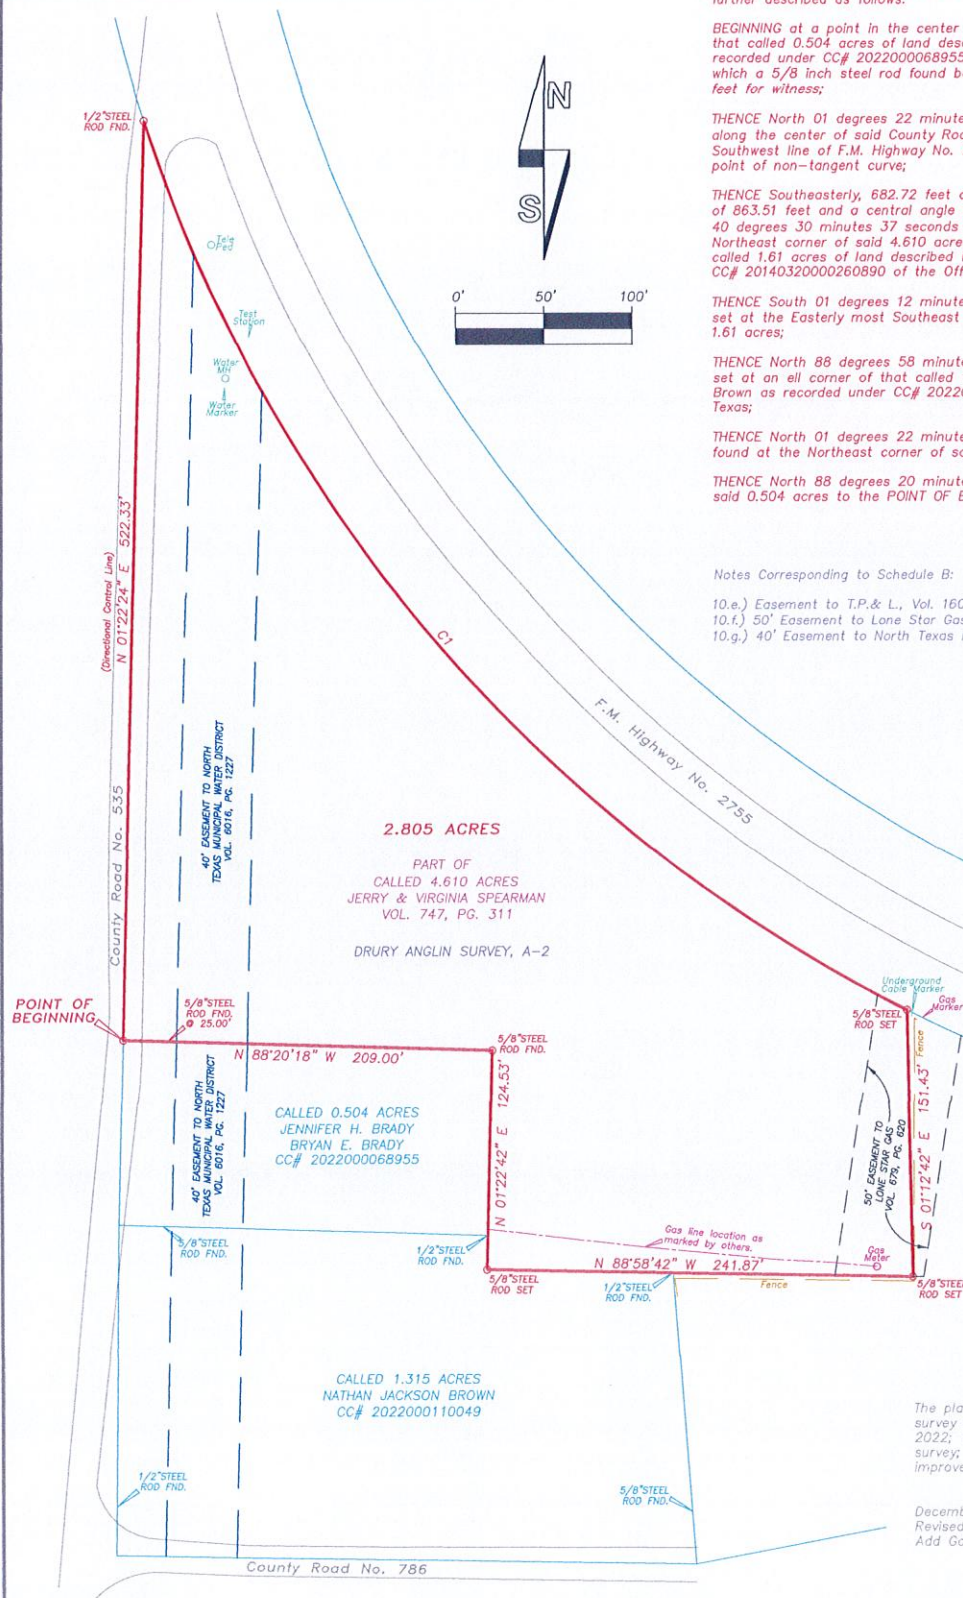 further described as follows:
BEGINNING at a point in the center
that called 0.504 acres of land
recorded under CC# 2022000068955
which a 5/8 inch steel rod found
feet for witness;
THENCE North 01 degrees 22
along the center of said County
Southwest line of F.M. Highway No.
point of non-tangent curve;
THENCE Southeasterly, 682.72 feet
of 863.51 feet and a central angle
40 degrees 30 minutes 37 seconds
Northeast corner of said 4.610
called 1.61 acres of land described
CC# 20140320000260890 of the
THENCE South 01 degrees 12
set at the Easterly most Southeast
1.61 acres;
THENCE North 88 degrees 58
set at an ell corner of that called
Brown as recorded under CC#
Texas;
THENCE North 01 degrees 22
found at the Northeast corner of
THENCE North 88 degrees 20
said 0.504 acres to the POINT OF
Notes Corresponding to Schedule B:
10.e.) Easement to T.P.& L., Vol.
10.f.) 50' Easement to Lone Star
10.g.) 40' Easement to North Texas
N
S
0' 50' 100'
1/2"STEEL
ROD FND.
Tele
Ped
Test
Station
Water
MH
Water
Marker
(Directional Control Line)
N 01°22'24" E 522.33'
County Road No. 535
C1
F.M. Highway No. 2755
40' EASEMENT TO NORTH
TEXAS MUNICIPAL WATER DISTRICT
VOL. 6016, PG. 1227
2.805 ACRES
PART OF
CALLED 4.610 ACRES
JERRY & VIRGINIA SPEARMAN
VOL. 747, PG. 311
DRURY ANGLIN SURVEY, A-2
POINT OF
BEGINNING
5/8"STEEL
ROD FND.
@ 25.00'
N 88°20'18" W 209.00'
5/8"STEEL
ROD FND.
N 01°22'42" E 124.53'
Underground
Cable Marker
Gas
Marker
5/8"STEEL
ROD SET
Fence
S 01°12'42" E 151.43'
50' EASEMENT TO
LONE STAR GAS
VOL. 679, PG. 620
40' EASEMENT TO NORTH
TEXAS MUNICIPAL WATER DISTRICT
VOL. 6016, PG. 1227
CALLED 0.504 ACRES
JENNIFER H. BRADY
BRYAN E. BRADY
CC# 2022000068955
5/8"STEEL
ROD FND.
1/2"STEEL
ROD FND.
Gas line location as
marked by others.
Gas
Meter
N 88°58'42" W 241.87'
5/8"STEEL
ROD SET
1/2"STEEL
ROD FND.
Fence
5/8"STEEL
ROD SET
CALLED 1.315 ACRES
NATHAN JACKSON BROWN
CC# 2022000110049
The
survey
2022;
survey;
1/2"STEEL
ROD FND.
5/8"STEEL
ROD FND.
Revised
Add
County Road No. 786